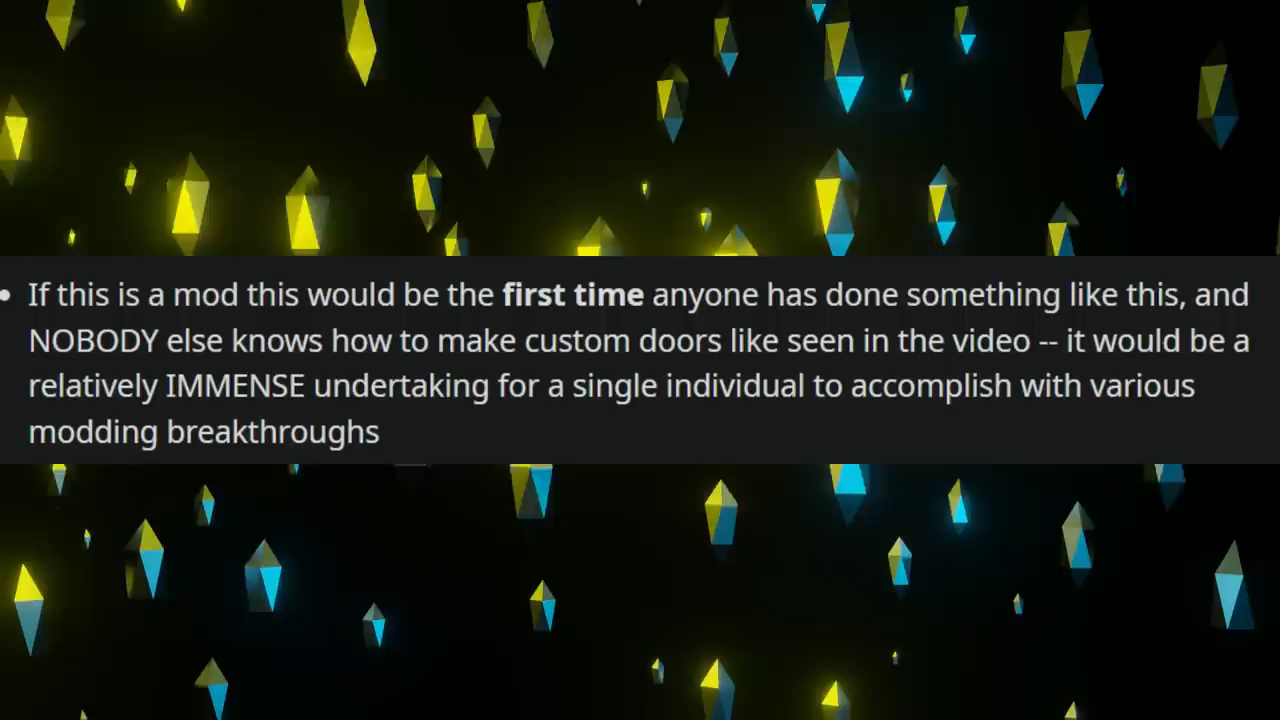 • If this is a mod this would be the first time anyone has done something like this, and
NOBODY else knows how to make custom doors like seen in the video -- it would be a
relatively IMMENSE undertaking for a single individual to accomplish with various
modding breakthroughs